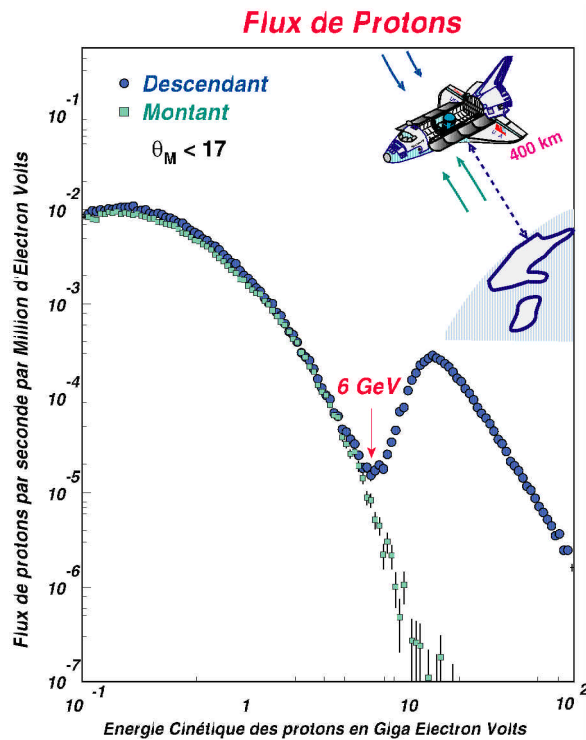 Flux de Protons
Flux de protons par seconde par Million d'Electron Volts
10^-1
10^-2
10^-3
10^-4
10^-5
10^-6
10^-7
Descendant
Montant
θ_M < 17
400 km
6 GeV
10^-1
1
10
10^2
Energie Cinétique des protons en Giga Electron Volts